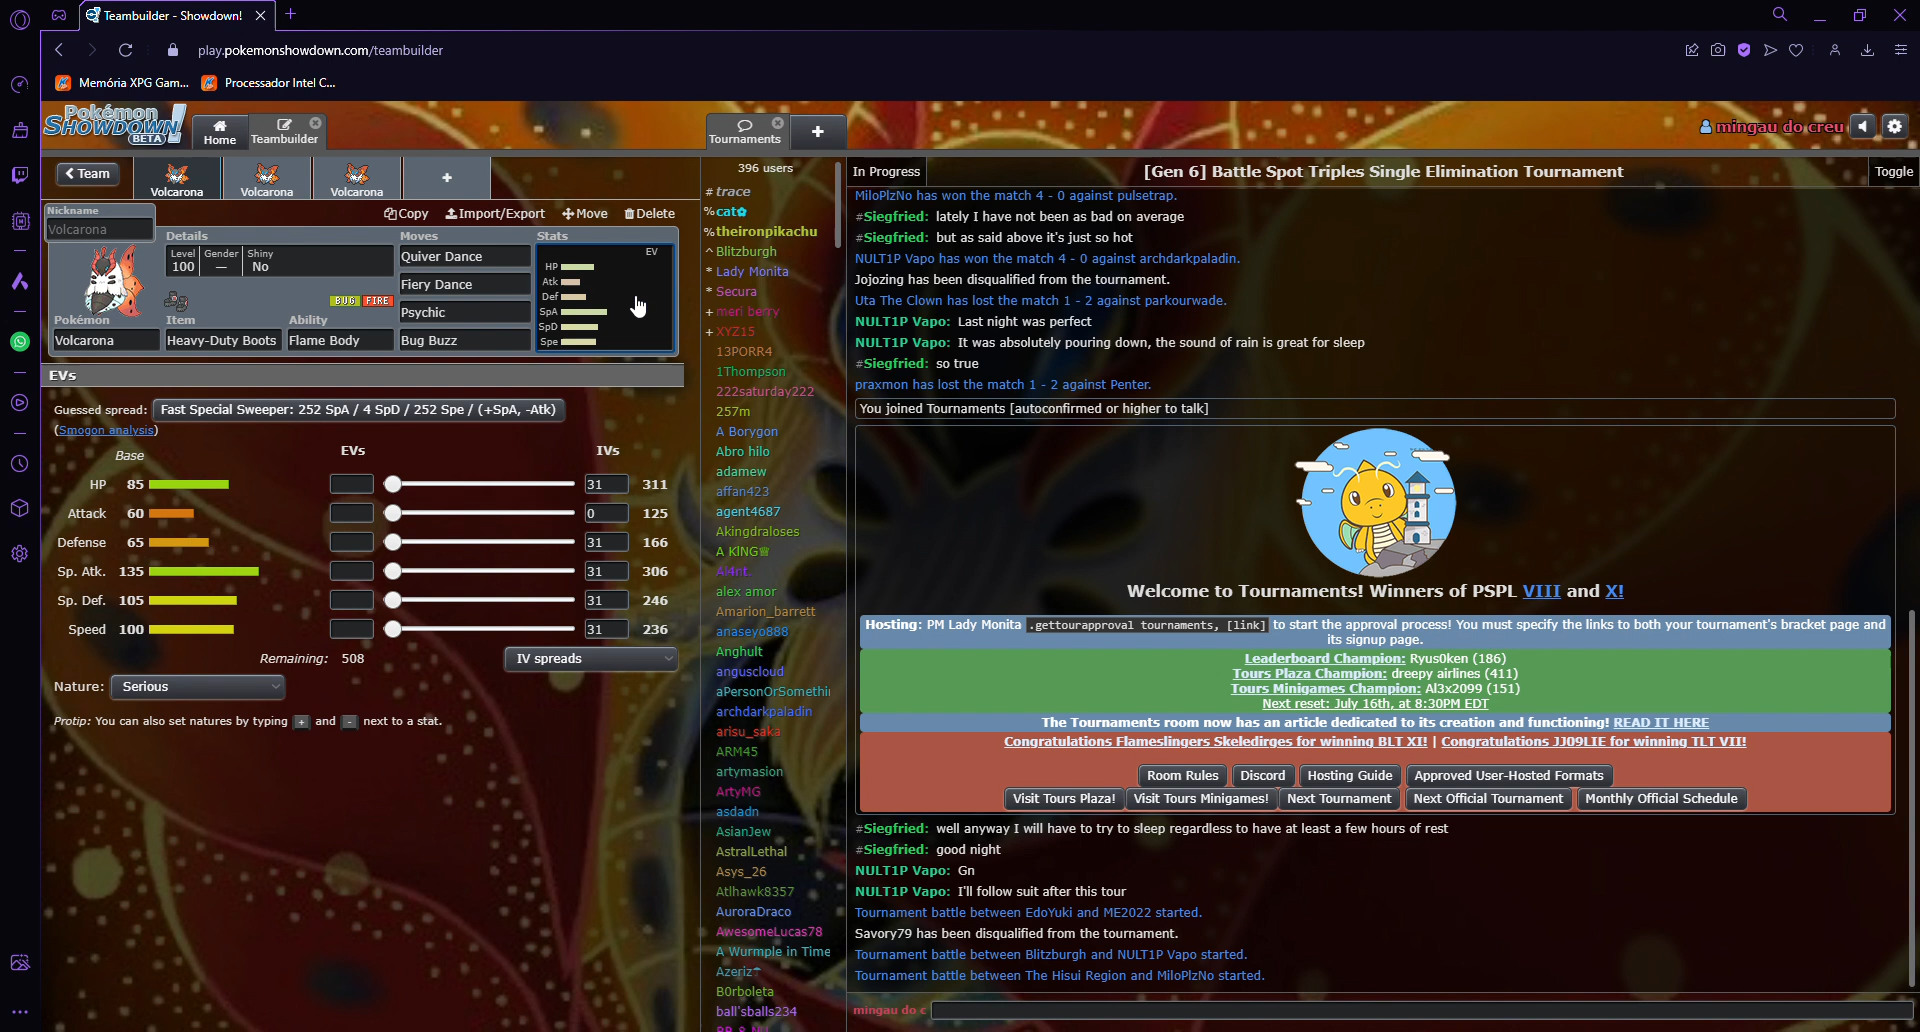 Teambuilder - Showdown!
play.pokemonshowdown.com/teambuilder
Memória XPG Gam...
Processador Intel C...
Pokémon
SHOWDOWN!
BETA
Home
Teambuilder
Tournaments
mingau do creu
Team
Volcarona
Volcarona
Volcarona
Copy
Import/Export
Move
Delete
Nickname
Volcarona
Details
Level
100
Gender
—
Shiny
No
BUG
FIRE
Pokémon
Volcarona
Item
Heavy-Duty Boots
Ability
Flame Body
Moves
Quiver Dance
Fiery Dance
Psychic
Bug Buzz
Stats
EV
HP
Atk
Def
SpA
SpD
Spe
EVs
Guessed spread: Fast Special Sweeper: 252 SpA / 4 SpD / 252 Spe / (+SpA, -Atk)
(Smogon analysis)
Base EVs IVs
HP 85 31 311
Attack 60 0 125
Defense 65 31 166
Sp. Atk. 135 31 306
Sp. Def. 105 31 246
Speed 100 31 236
Remaining: 508
IV spreads
Nature: Serious
Protip: You can also set natures by typing + and - next to a stat.
396 users
#trace
%cat✿
%theironpikachu
^Blitzburgh
*Lady Monita
*Secura
+meri berry
+XYZ15
13PORR4
1Thompson
222saturday222
257m
A Borygon
Abro hilo
adamew
affan423
agent4687
Akingdraloses
A KING♕
Al4nt.
alex amor
Amarion_barrett
anaseyo888
Anghult
anguscloud
aPersonOrSomethi
archdarkpaladin
arisu_saka
ARM45
artymasion
ArtyMG
asdadn
AsianJew
AstralLethal
Asys_26
Atlhawk8357
AuroraDraco
AwesomeLucas78
A Wurmple in Time
Azeriz☂
B0rboleta
ball'sballs234
In Progress
[Gen 6] Battle Spot Triples Single Elimination Tournament
Toggle
MiloPlzNo has won the match 4 - 0 against pulsetrap.
#Siegfried: lately I have not been as bad on average
#Siegfried: but as said above it's just so hot
NULT1P Vapo has won the match 4 - 0 against archdarkpaladin.
Jojozing has been disqualified from the tournament.
Uta The Clown has lost the match 1 - 2 against parkourwade.
NULT1P Vapo: Last night was perfect
NULT1P Vapo: It was absolutely pouring down, the sound of rain is great for sleep
#Siegfried: so true
praxmon has lost the match 1 - 2 against Penter.
You joined Tournaments [autoconfirmed or higher to talk]
Welcome to Tournaments! Winners of PSPL VIII and X!
Hosting: PM Lady Monita .gettourapproval tournaments, [link] to start the approval process! You must specify the links to both your tournament's bracket page and
its signup page.
Leaderboard Champion: Ryus0ken (186)
Tours Plaza Champion: dreepy airlines (411)
Tours Minigames Champion: Al3x2099 (151)
Next reset: July 16th, at 8:30PM EDT
The Tournaments room now has an article dedicated to its creation and functioning! READ IT HERE
Congratulations Flameslingers Skeledirges for winning BLT XI! | Congratulations JJ09LIE for winning TLT VII!
Room Rules
Discord
Hosting Guide
Approved User-Hosted Formats
Visit Tours Plaza!
Visit Tours Minigames!
Next Tournament
Next Official Tournament
Monthly Official Schedule
#Siegfried: well anyway I will have to try to sleep regardless to have at least a few hours of rest
#Siegfried: good night
NULT1P Vapo: Gn
NULT1P Vapo: I'll follow suit after this tour
Tournament battle between EdoYuki and ME2022 started.
Savory79 has been disqualified from the tournament.
Tournament battle between Blitzburgh and NULT1P Vapo started.
Tournament battle between The Hisui Region and MiloPlzNo started.
mingau do c